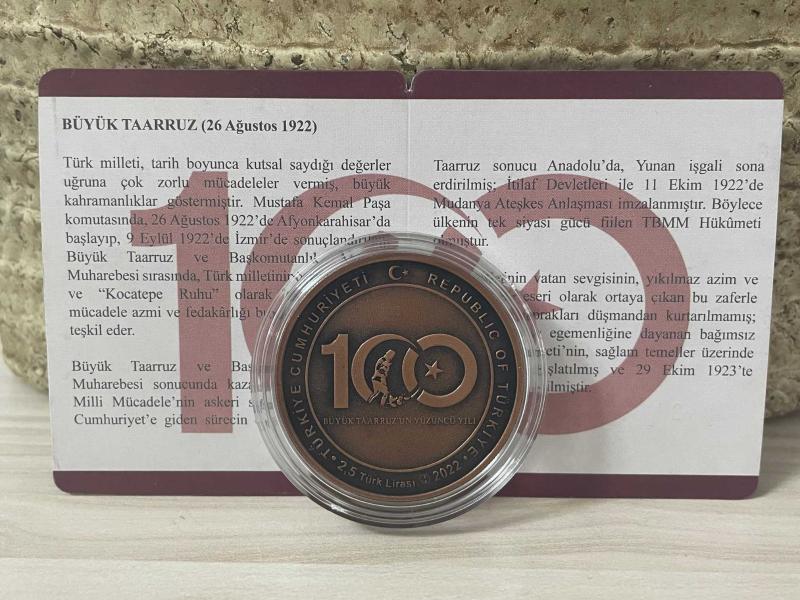 BÜYÜK TAARRUZ (26 Ağustos 1922)
Türk milleti, tarih boyunca kutsal saydığı değerler
uğruna çok zorlu mücadeleler vermiş, büyük
kahramanlıklar göstermiştir. Mustafa Kemal Paşa
komutasında, 26 Ağustos 1922'de Afyonkarahisar'da
başlayıp, 9 Eylül 1922'de İzmir'de sonuçlandırılan
Büyük Taarruz ve Başkomutanlık
Muharebesi sırasında, Türk milletinin
ve “Kocatepe Ruhu” olarak
mücadele azmi ve fedakârlığı
teşkil eder.
Büyük Taarruz ve
Muharebesi sonucunda
Milli Mücadele'nin askeri
Cumhuriyet'e giden sürecin
Taarruz sonucu Anadolu'da, Yunan işgali sona
erdirilmiş; İtilaf Devletleri ile 11 Ekim 1922'de
Mudanya Ateşkes Anlaşması imzalanmıştır. Böylece
ülkenin tek siyasi gücü fiilen TBMM Hükûmeti
olmuştur.
vatan sevgisinin, yıkılmaz azim ve
eseri olarak ortaya çıkan bu zaferle
düşmandan kurtarılmamış;
egemenliğine dayanan bağımsız
sağlam temeller üzerinde
ve 29 Ekim 1923'te
TÜRKİYE CUMHURİYETİ REPUBLIC OF TÜRKİYE
100
BÜYÜK TAARRUZ'UN YÜZÜNCÜ YILI
2,5 Türk Lirası © 2022
100